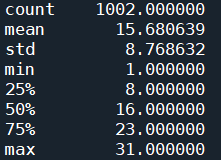 count 1002.000000
mean 15.680639
std 8.768632
min 1.000000
25% 8.000000
50% 16.000000
75% 23.000000
max 31.000000